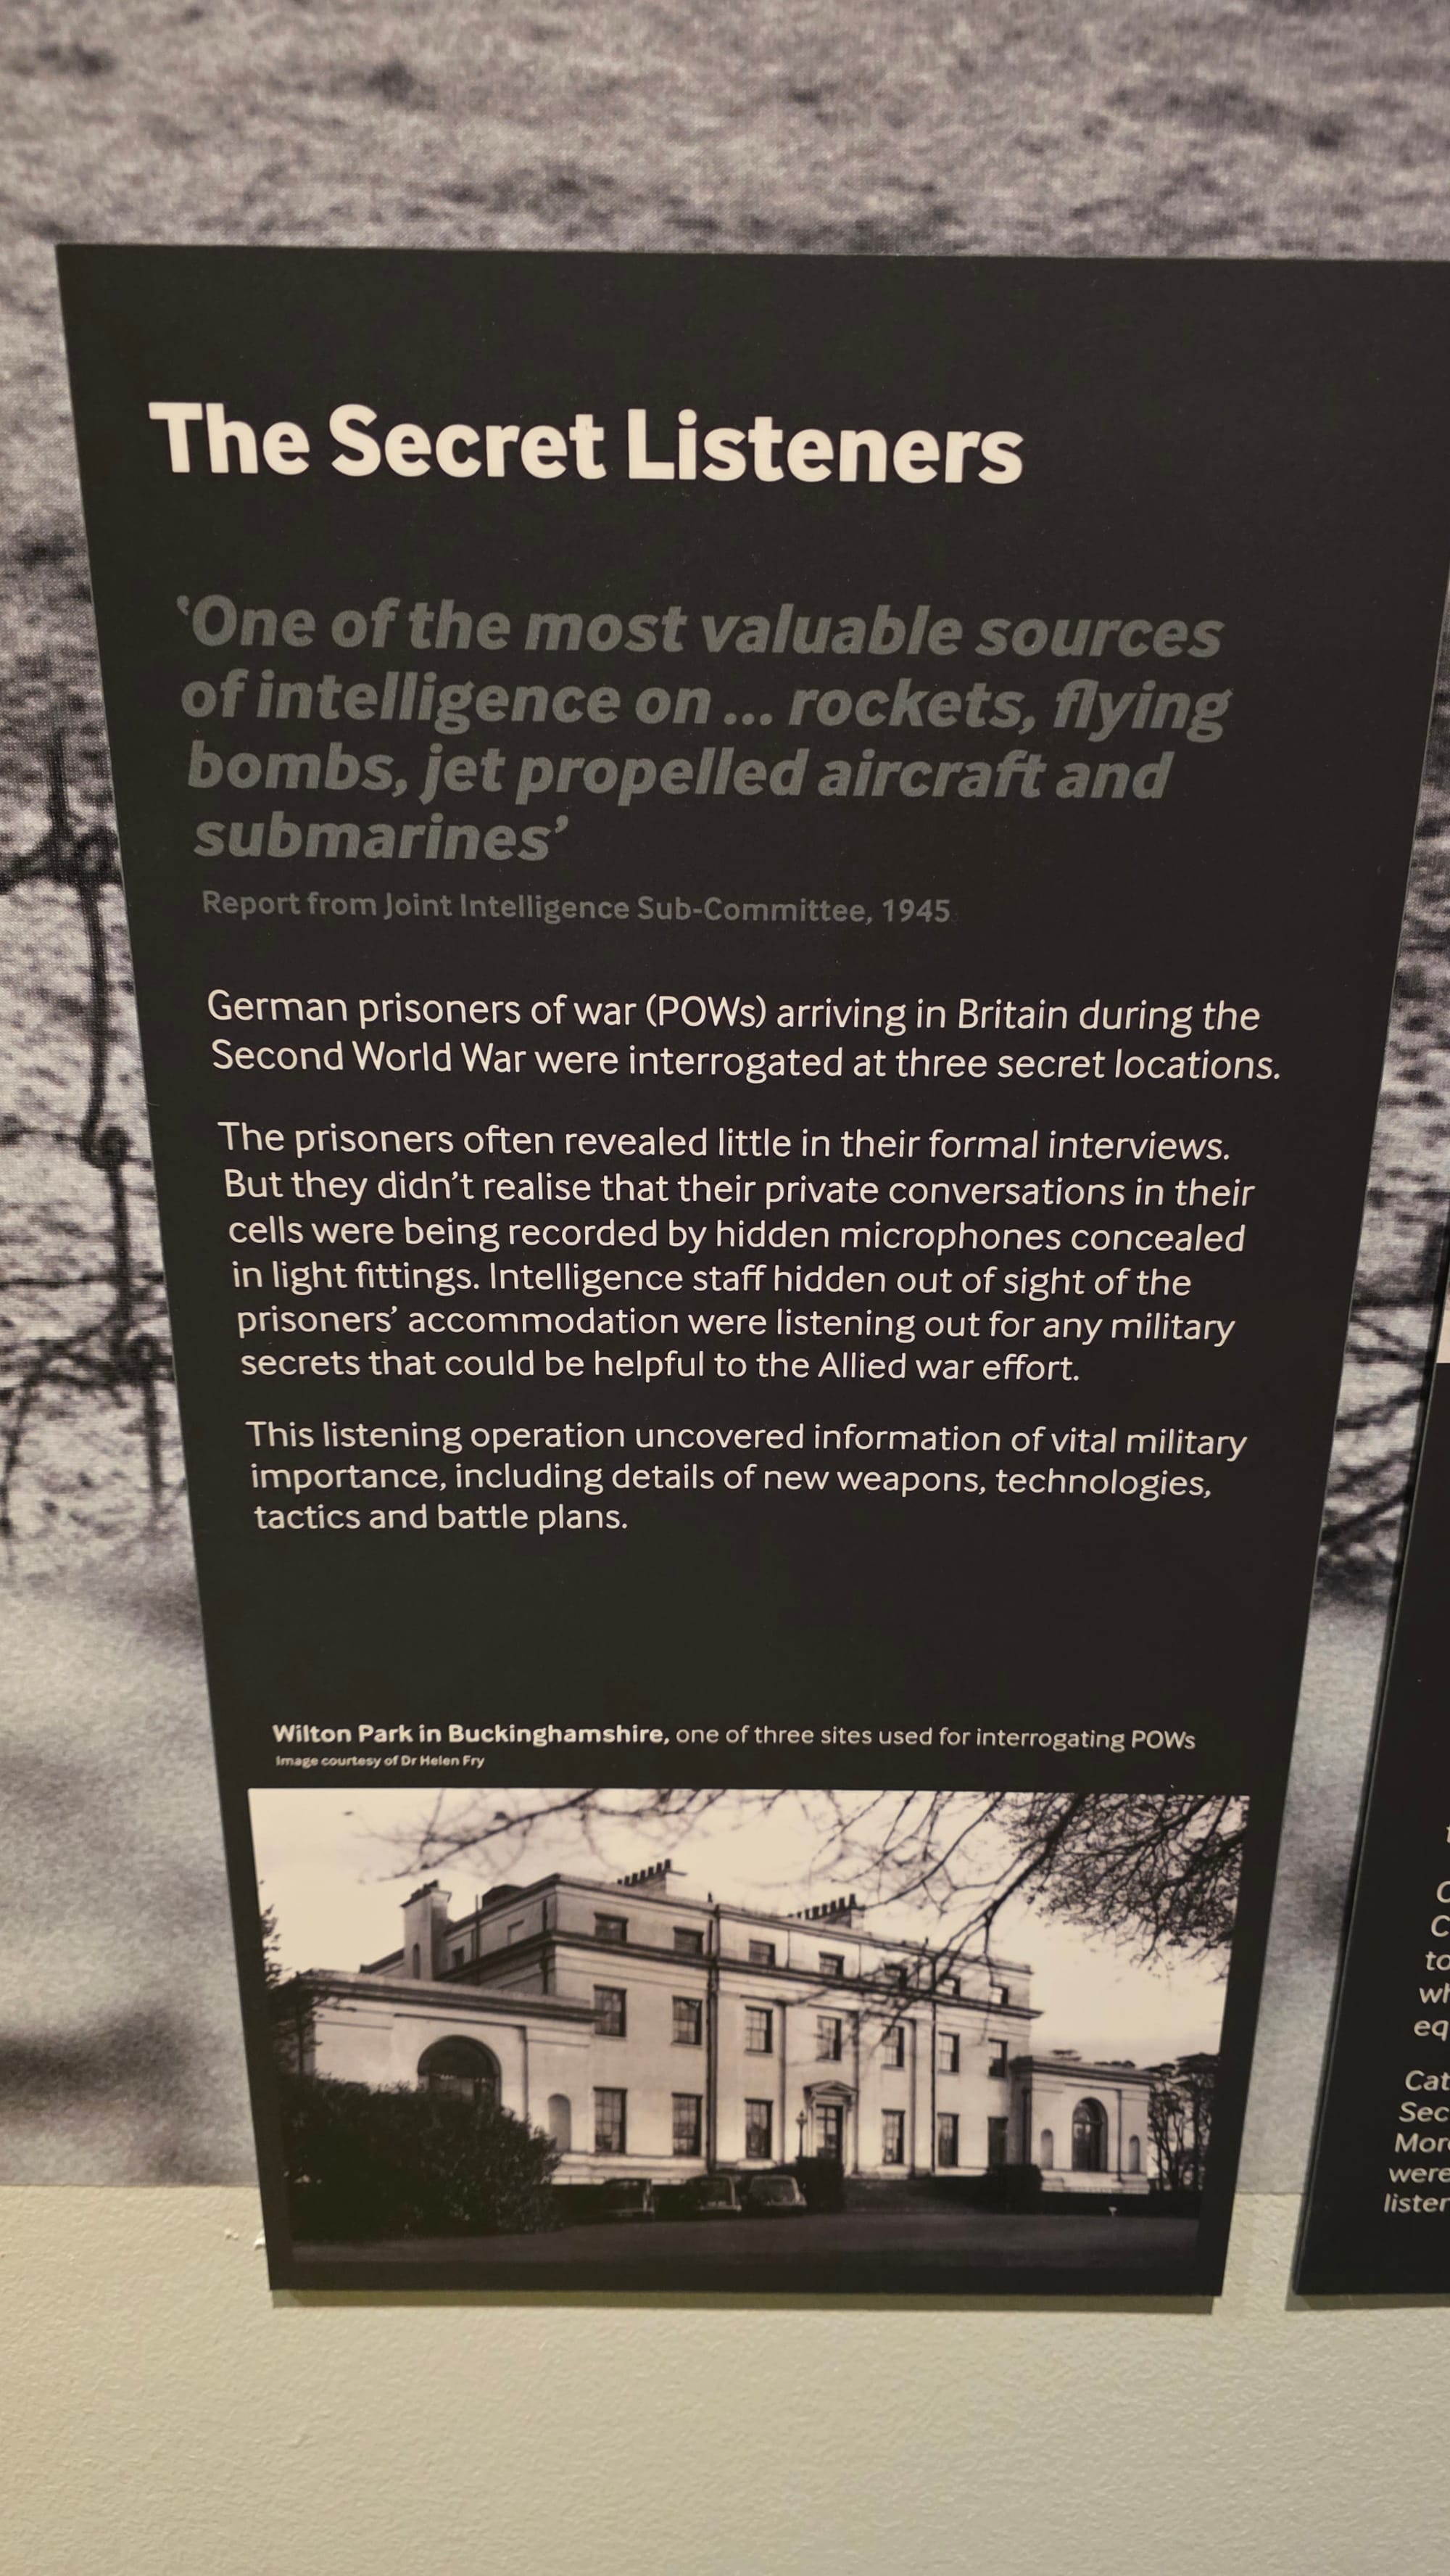 The Secret Listeners
‘One of the most valuable sources
of intelligence on ... rockets, flying
bombs, jet propelled aircraft and
submarines’
Report from Joint Intelligence Sub-Committee, 1945
German prisoners of war (POWs) arriving in Britain during the
Second World War were interrogated at three secret locations.
The prisoners often revealed little in their formal interviews.
But they didn’t realise that their private conversations in their
cells were being recorded by hidden microphones concealed
in light fittings. Intelligence staff hidden out of sight of the
prisoners’ accommodation were listening out for any military
secrets that could be helpful to the Allied war effort.
This listening operation uncovered information of vital military
importance, including details of new weapons, technologies,
tactics and battle plans.
Wilton Park in Buckinghamshire, one of three sites used for interrogating POWs
Image courtesy of Dr Helen Fry
to
eq
Cat
Sec
More
were